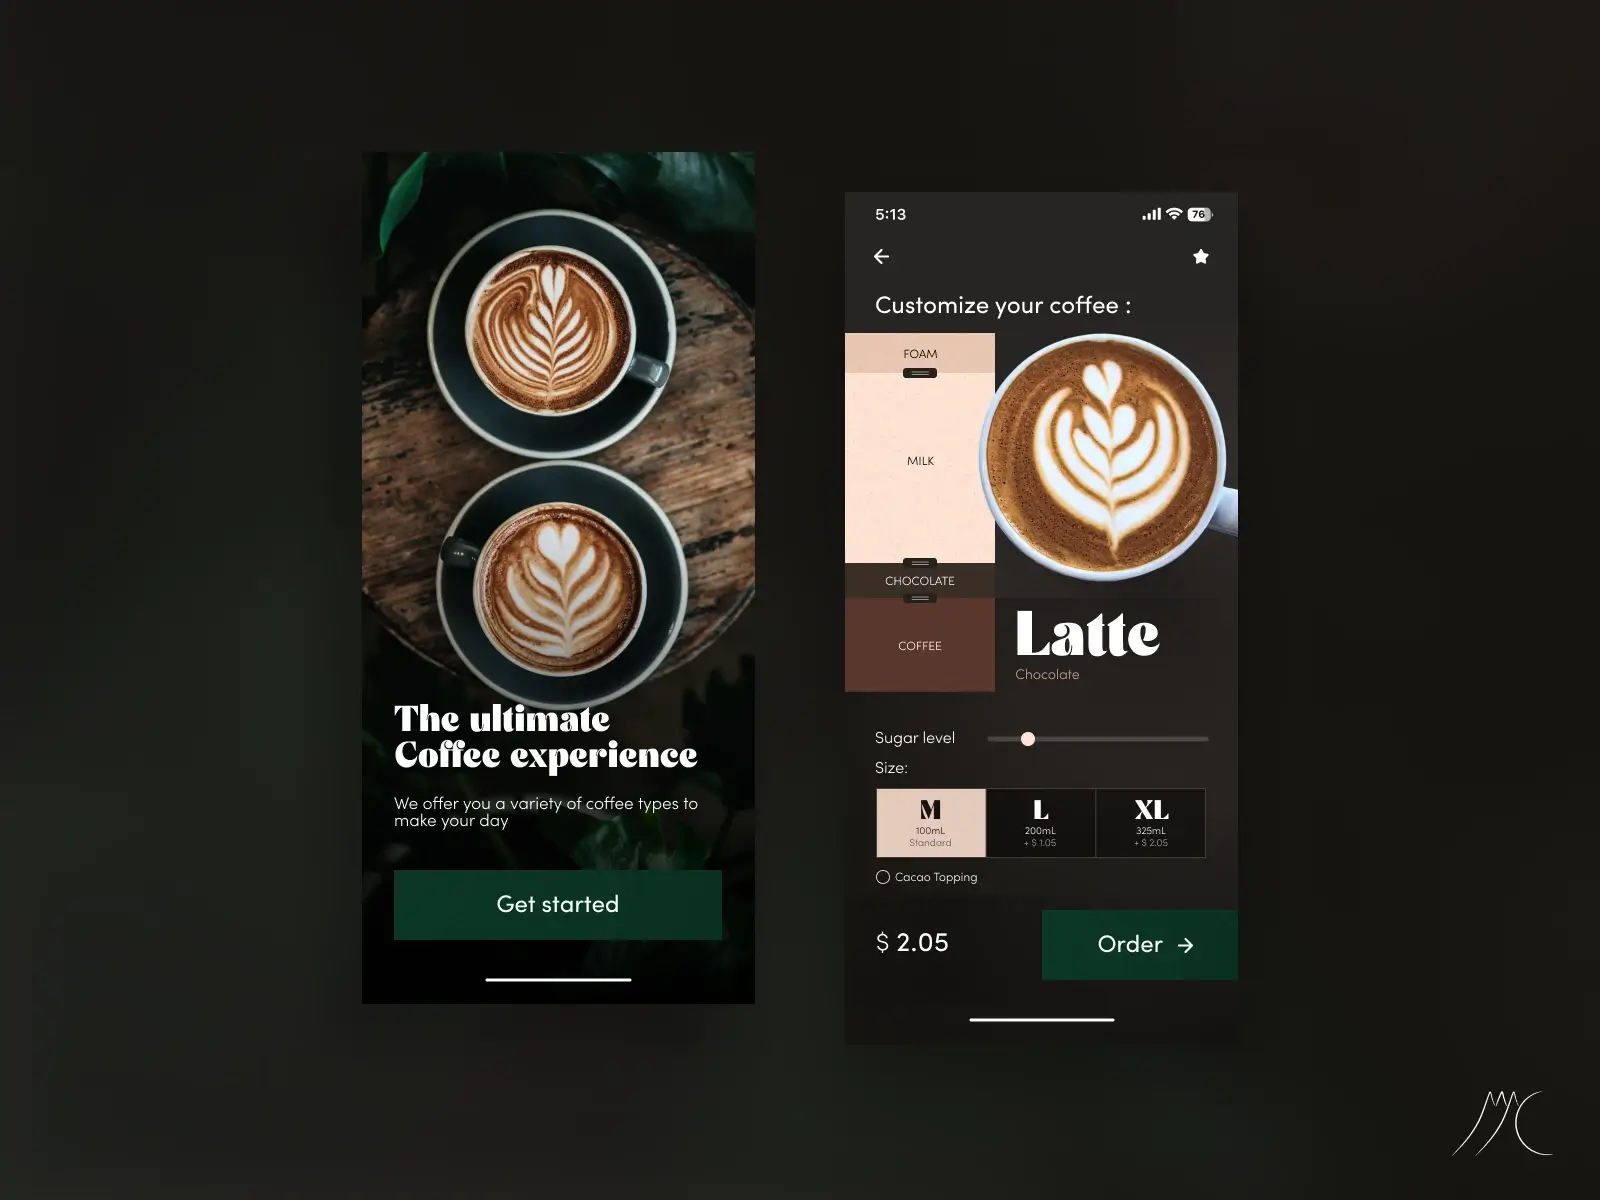 The ultimate
Coffee experience
We offer you a variety of coffee types to
make your day
Get started
5:13
76
Customize your coffee :
FOAM
MILK
CHOCOLATE
COFFEE
Latte
Chocolate
Sugar level
Size:
M
100mL
Standard
L
200mL
+ $ 1.05
XL
325mL
+ $ 2.05
Cacao Topping
$ 2.05
Order →